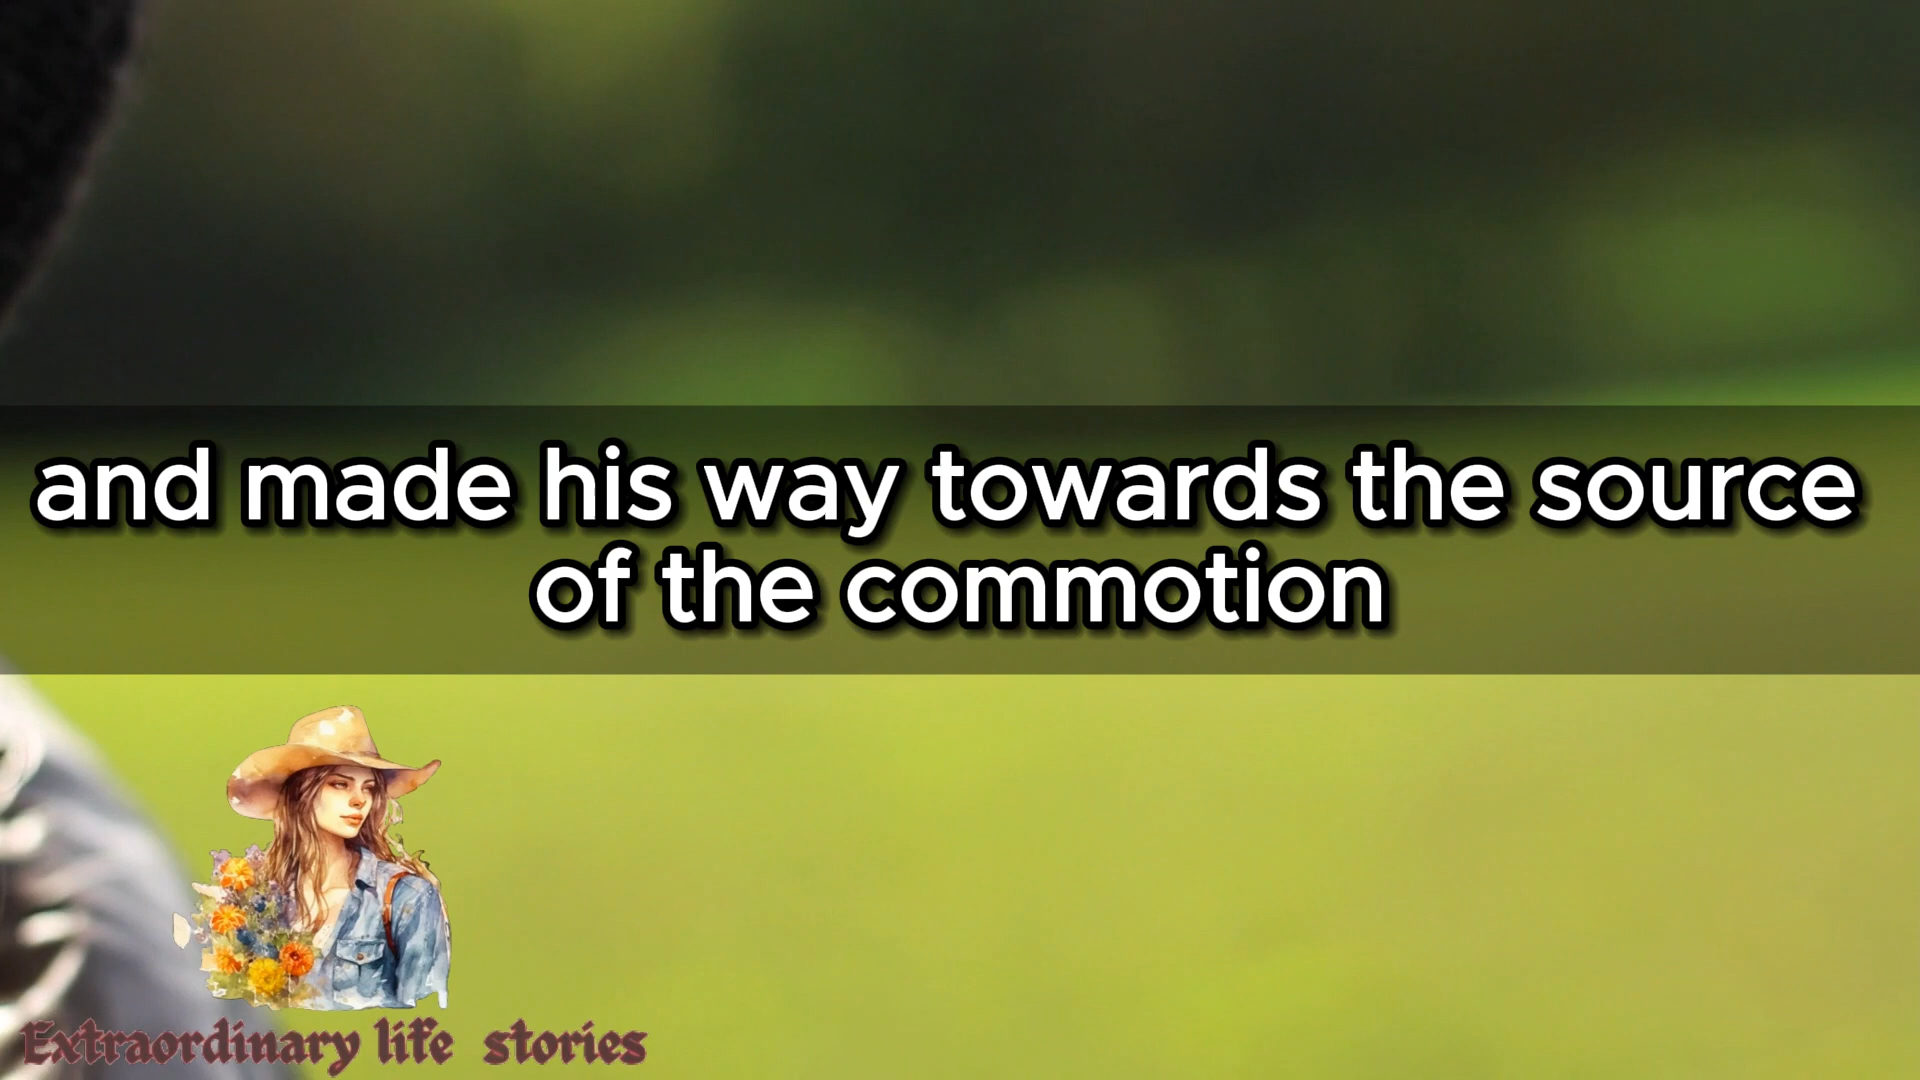 and made his way towards the source
of the commotion
Extraordinary life stories